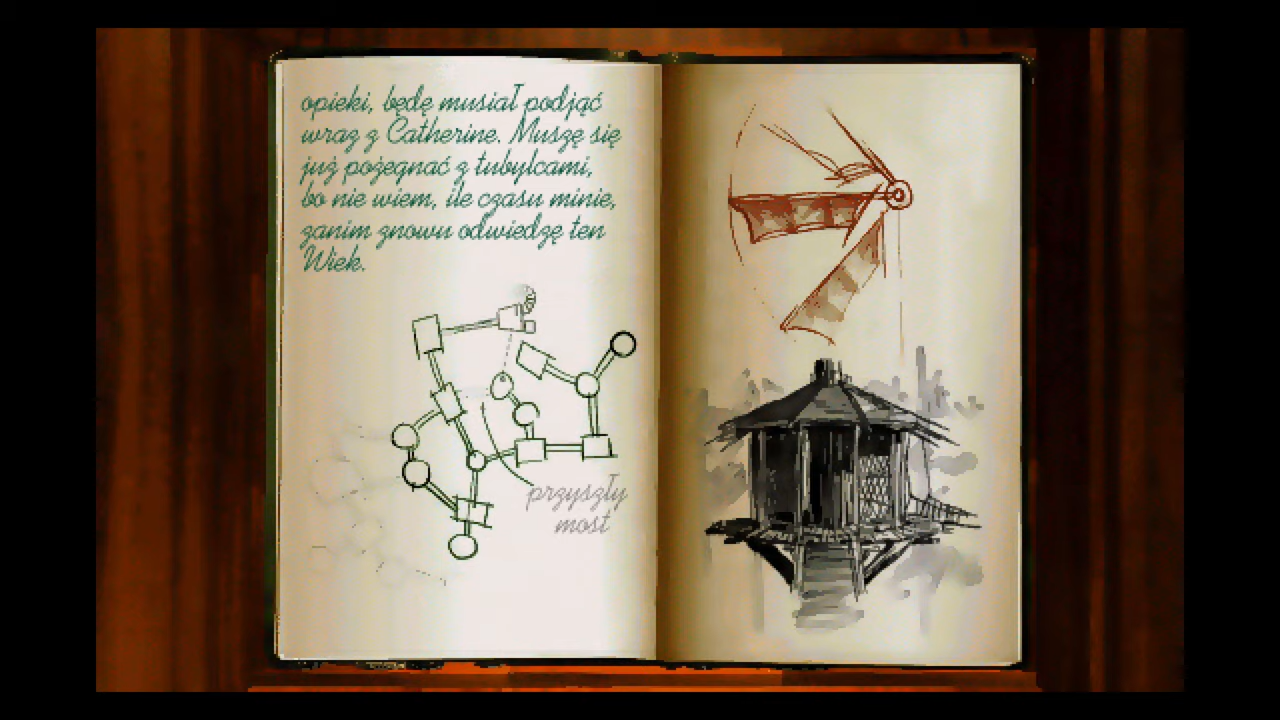 opieki, będę musiał podjąć
wraz z Catherine. Muszę się
już pożegnać z tubylcami,
bo nie wiem, ile czasu minie,
zanim znowu odwiedzę ten
Wiek.
przyszły
most